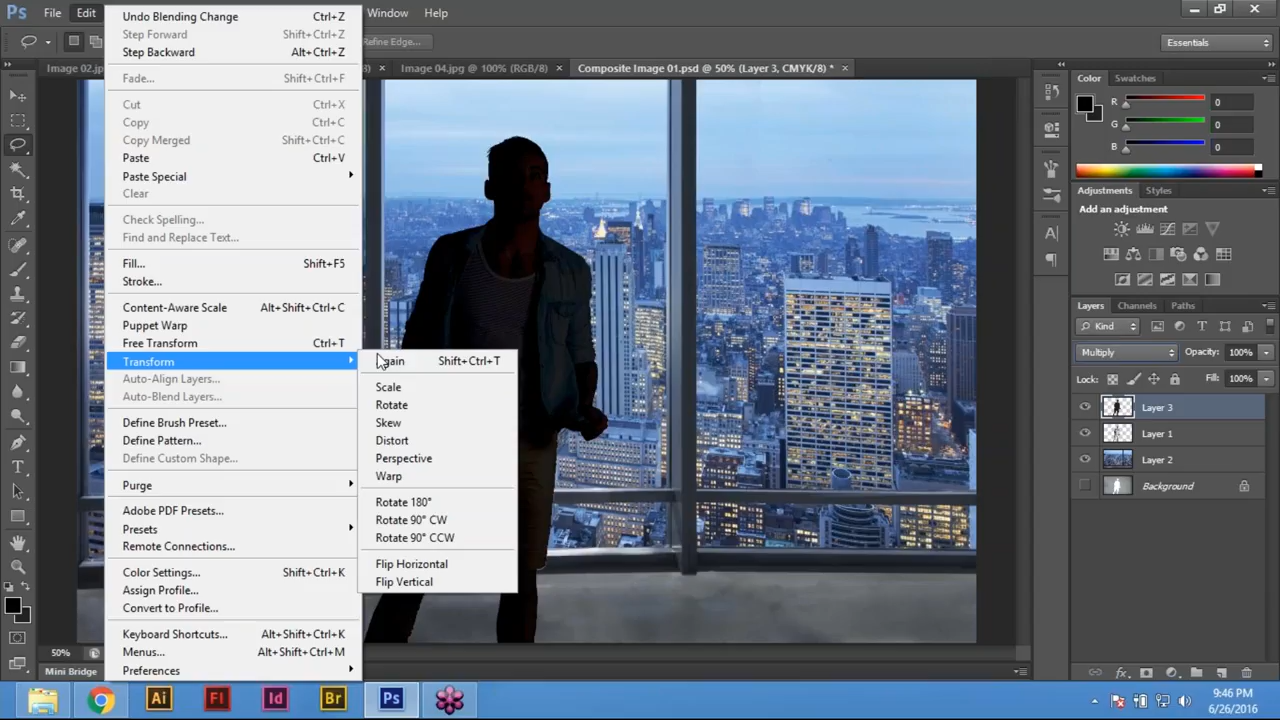 Ps File Edit Window Help
Undo Blending Change Ctrl+Z
Step Forward Shift+Ctrl+Z
Step Backward Alt+Ctrl+Z
Fade... Shift+Ctrl+F
Cut Ctrl+X
Copy Ctrl+C
Copy Merged Shift+Ctrl+C
Paste Ctrl+V
Paste Special
Clear
Check Spelling...
Find and Replace Text...
Fill... Shift+F5
Stroke...
Content-Aware Scale Alt+Shift+Ctrl+C
Puppet Warp
Free Transform Ctrl+T
Transform
Auto-Align Layers...
Auto-Blend Layers...
Define Brush Preset...
Define Pattern...
Define Custom Shape...
Purge
Adobe PDF Presets...
Presets
Remote Connections...
Color Settings... Shift+Ctrl+K
Assign Profile...
Convert to Profile...
Keyboard Shortcuts... Alt+Shift+Ctrl+K
Menus... Alt+Shift+Ctrl+M
Preferences
Shift+Ctrl+T
Scale
Rotate
Skew
Distort
Perspective
Warp
Rotate 180°
Rotate 90° CW
Rotate 90° CCW
Flip Horizontal
Flip Vertical
Refine Edge...
Essentials
Image 02.j
Image 04.jpg @ 100% (RGB/8) ×
Composite Image 01.psd @ 50% (Layer 3, CMYK/8) * ×
Color Swatches
R 0
G 0
B 0
Adjustments Styles
Add an adjustment
Layers Channels Paths
Kind
Multiply Opacity: 100%
Lock: Fill: 100%
Layer 3
Layer 1
Layer 2
Background
50%
Mini Bridge
Ai Fl Id Br Ps
9:46 PM
6/26/2016